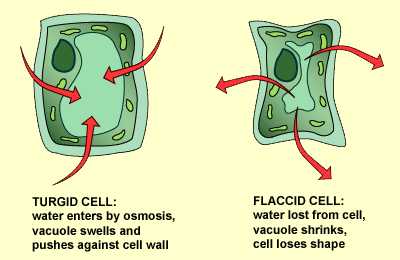 TURGID CELL:
water enters by osmosis,
vacuole swells and
pushes against cell wall
FLACCID CELL:
water lost from cell,
vacuole shrinks,
cell loses shape